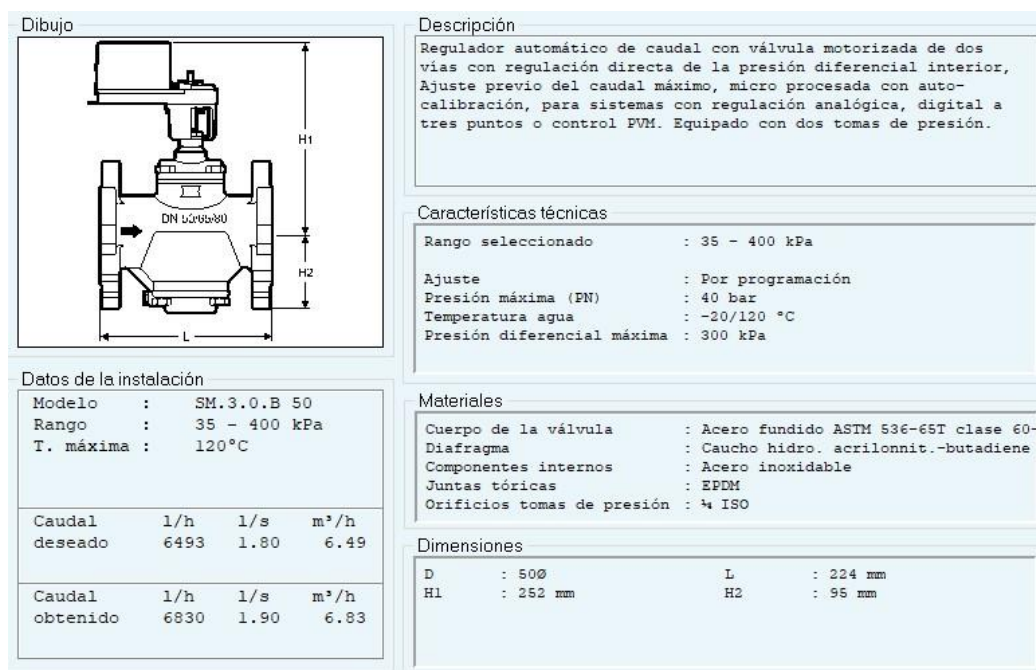 Dibujo
H1
DN 50/65/80
H2
L
Datos de la instalación
Modelo : SM.3.0.B 50
Rango : 35 - 400 kPa
T. máxima : 120°C
Caudal l/h l/s m³/h
deseado 6493 1.80 6.49
Caudal l/h l/s m³/h
obtenido 6830 1.90 6.83
Descripción
Regulador automático de caudal con válvula motorizada de dos
vías con regulación directa de la presión diferencial interior,
Ajuste previo del caudal máximo, micro procesada con auto-
calibración, para sistemas con regulación analógica, digital a
tres puntos o control PVM. Equipado con dos tomas de presión.
Características técnicas
Rango seleccionado : 35 - 400 kPa
Ajuste : Por programación
Presión máxima (PN) : 40 bar
Temperatura agua : -20/120 °C
Presión diferencial máxima : 300 kPa
Materiales
Cuerpo de la válvula : Acero fundido ASTM 536-65T clase 60-
Diafragma : Caucho hidro. acrilonnit.-butadiene
Componentes internos : Acero inoxidable
Juntas tóricas : EPDM
Orificios tomas de presión : ¼ ISO
Dimensiones
D : 50Ø L : 224 mm
H1 : 252 mm H2 : 95 mm